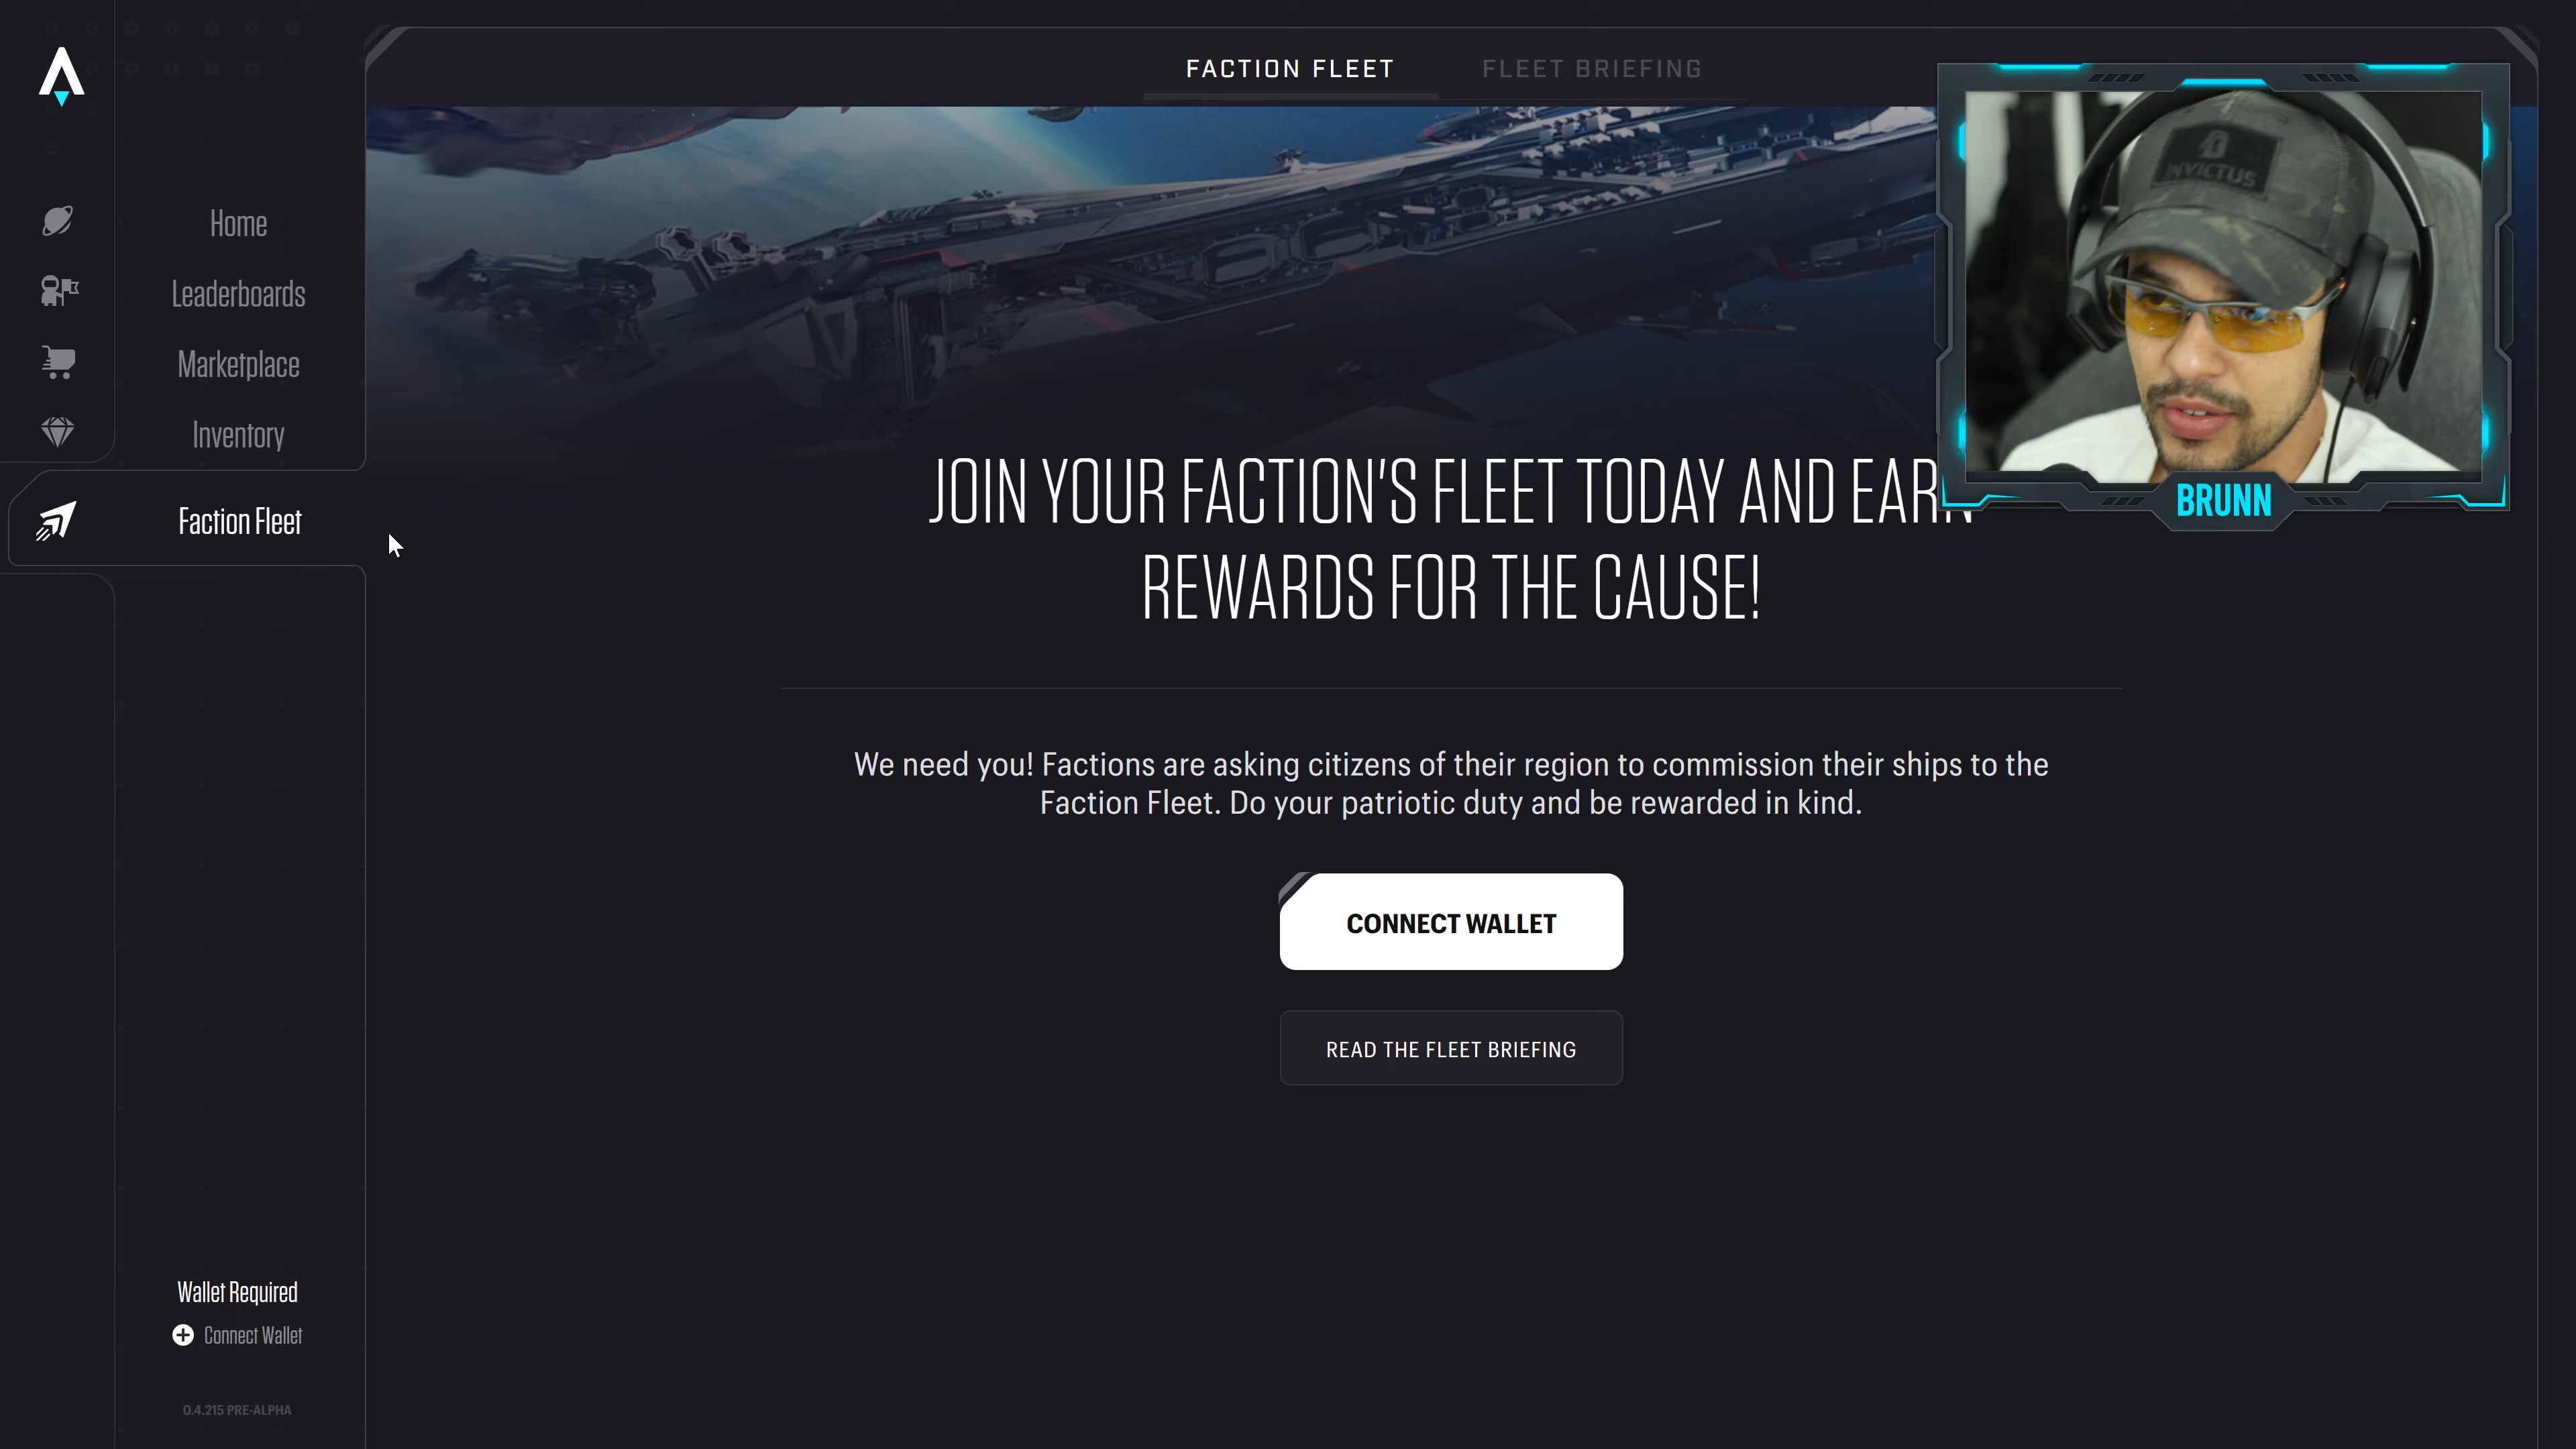 FACTION FLEET
FLEET BRIEFING
INVICTUS
BRUNN
Home
Leaderboards
Marketplace
Inventory
Faction Fleet
JOIN YOUR FACTION'S FLEET TODAY AND EARN
REWARDS FOR THE CAUSE!
We need you! Factions are asking citizens of their region to commission their ships to the
Faction Fleet. Do your patriotic duty and be rewarded in kind.
CONNECT WALLET
READ THE FLEET BRIEFING
Wallet Required
Connect Wallet
0.4.215 PRE-ALPHA